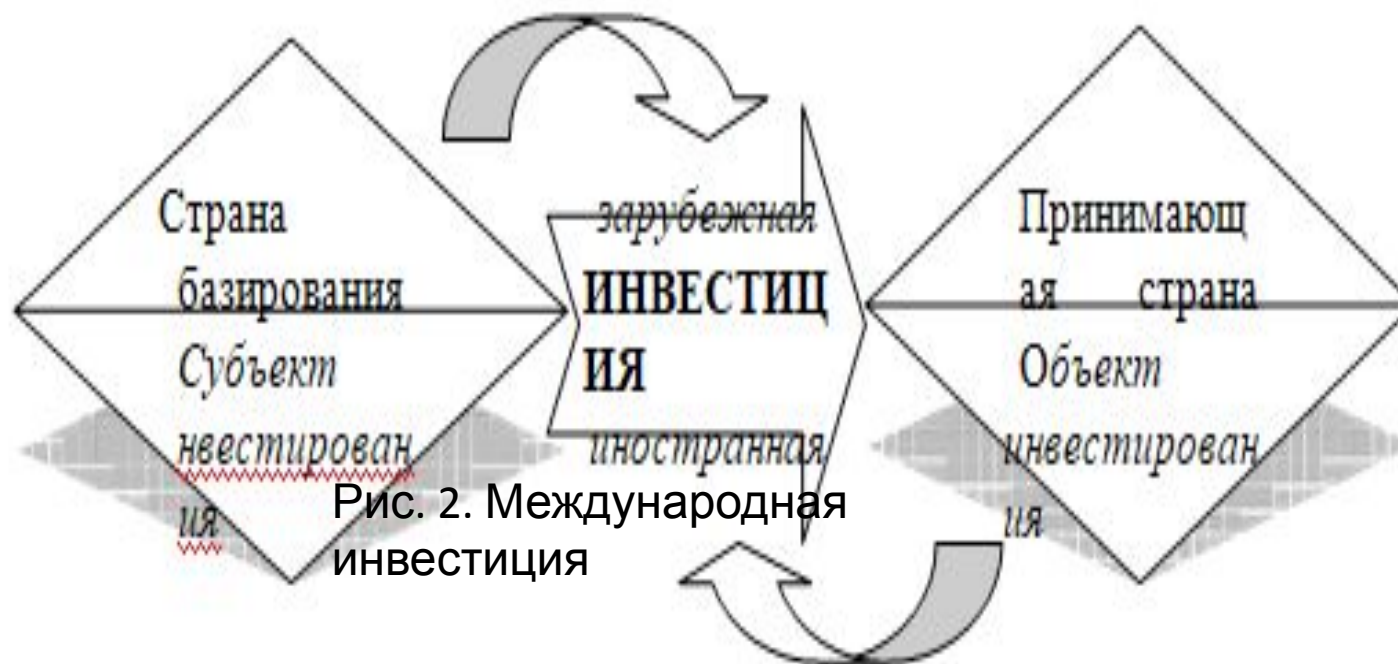 Страна
базирования
Субъект
нвестирован
ия
зарубежная
ИНВЕСТИЦ
ИЯ
иностранная
Принимающ
ая страна
Объект
инвестирован
ия
Рис. 2. Международная
инвестиция